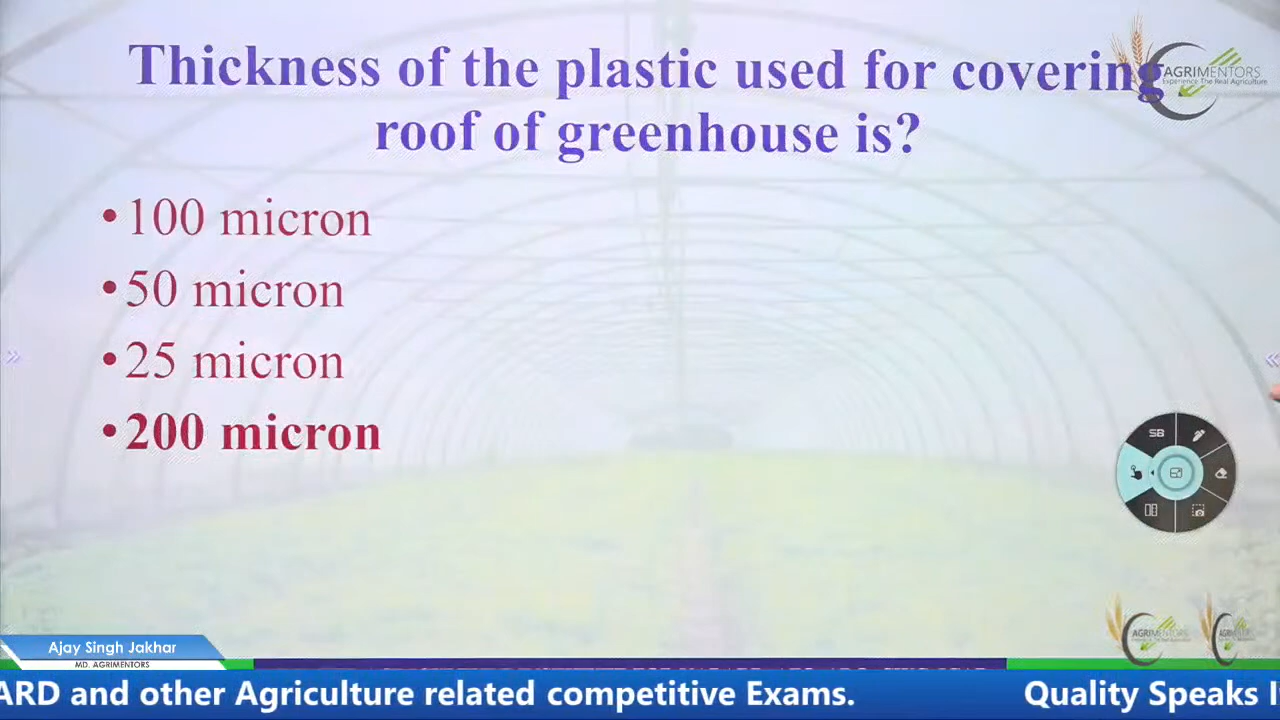 Thickness of the plastic used for covering
roof of greenhouse is?
AGRIMENTORS
Experience The Real Agriculture
•100 micron
•50 micron
•25 micron
•200 micron
SB
AGRIMENTORS
AGRIMENTORS
Ajay Singh Jakhar
MD. AGRIMENTORS
ARD and other Agriculture related competitive Exams.
Quality Speaks